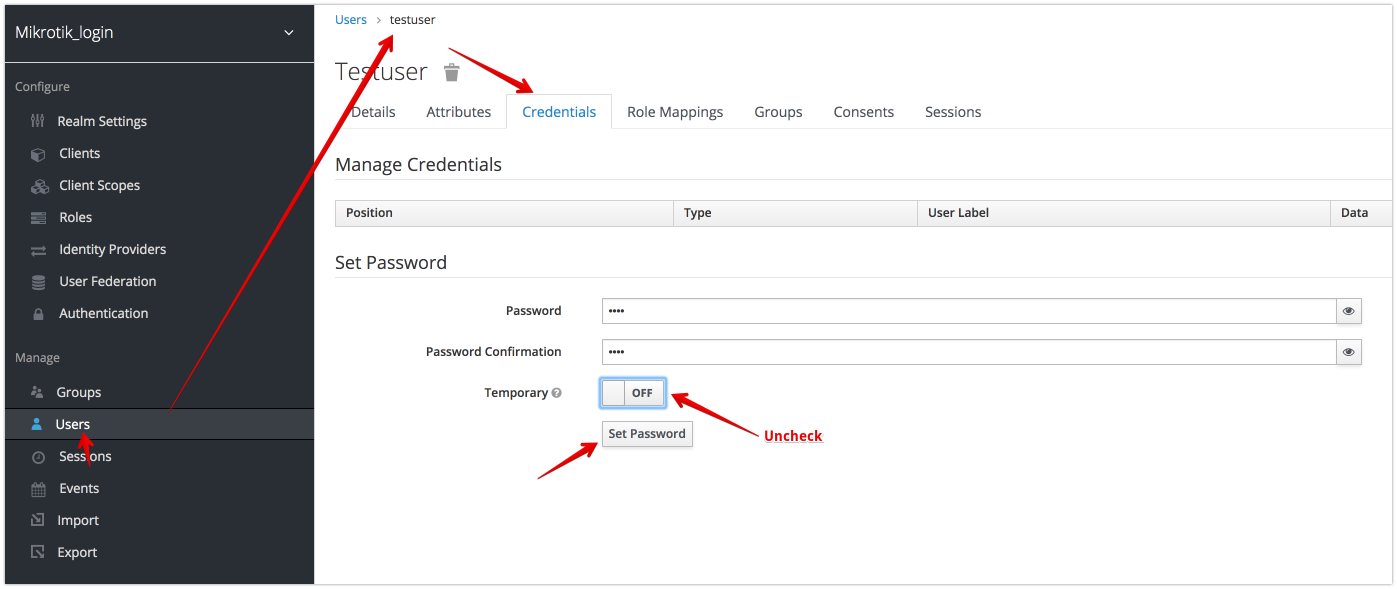 Mikrotik_login
Configure
Realm Settings
Clients
Client Scopes
Roles
Identity Providers
User Federation
Authentication
Manage
Groups
Users
Sessions
Events
Import
Export
Users > testuser
Testuser
Details Attributes Credentials Role Mappings Groups Consents Sessions
Manage Credentials
Position Type User Label Data
Set Password
Password ••••
Password Confirmation ••••
Temporary ? OFF
Set Password
Uncheck